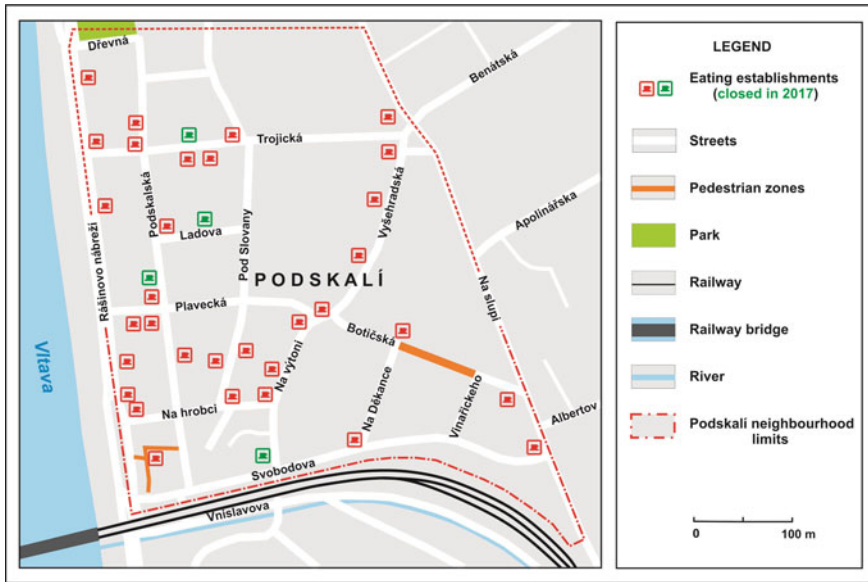 Dřevná
Benátská
Trojická
Podskalská
Vyšehradská
Apolinářská
Rašínovo nábreží
Ladova
Pod Slovany
PODSKALÍ
Na slupi
Plavecká
Botičská
Vltava
Na výtoni
Na Děkance
Vinařickeho
Na hrobci
Albertov
Svobodova
Vnislavova
LEGEND
Eating establishments
(closed in 2017)
Streets
Pedestrian zones
Park
Railway
Railway bridge
River
Podskalí neighbourhood
limits
0 100 m